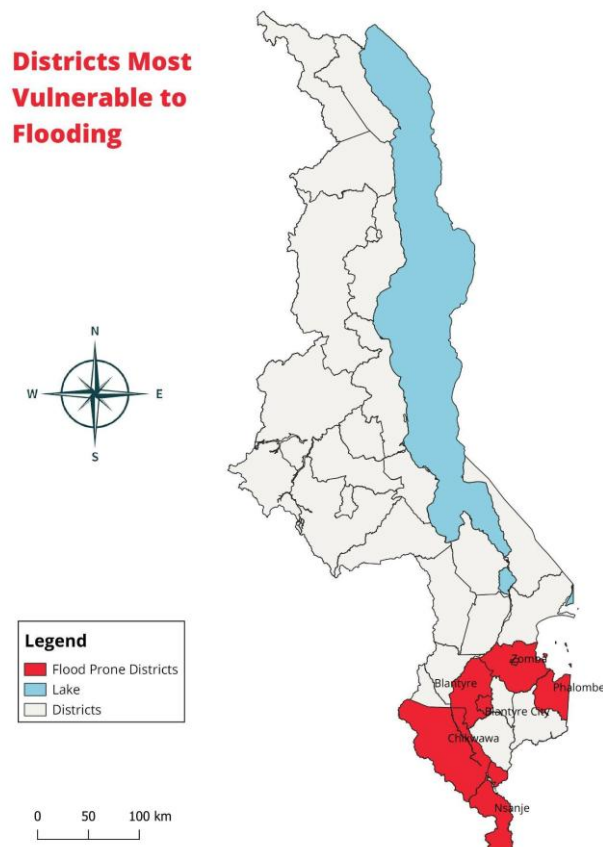 Districts Most
Vulnerable to
Flooding
N
W E
S
Legend
Flood Prone Districts
Lake
Districts
Zomba
Phalombe
Blantyre
Blantyre City
Chikwawa
Nsanje
0 50 100 km